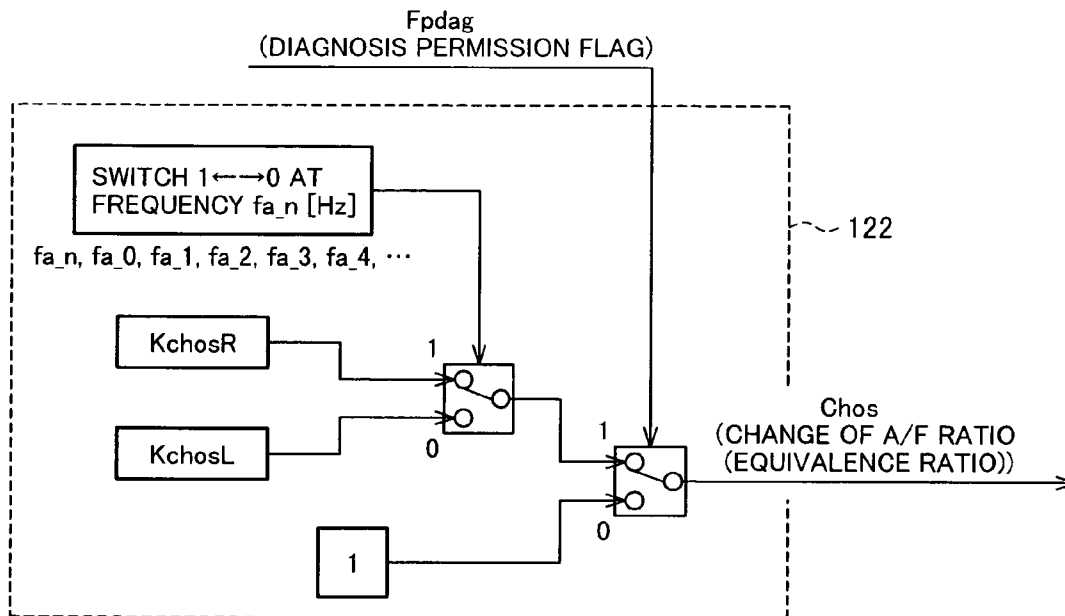 Fpdag
(DIAGNOSIS PERMISSION FLAG)
SWITCH 1←--→0 AT
FREQUENCY fa_n [Hz]
fa_n, fa_0, fa_1, fa_2, fa_3, fa_4, ···
122
KchosR
1
KchosL
0
Chos
(CHANGE OF A/F RATIO
(EQUIVALENCE RATIO))
1
0
1